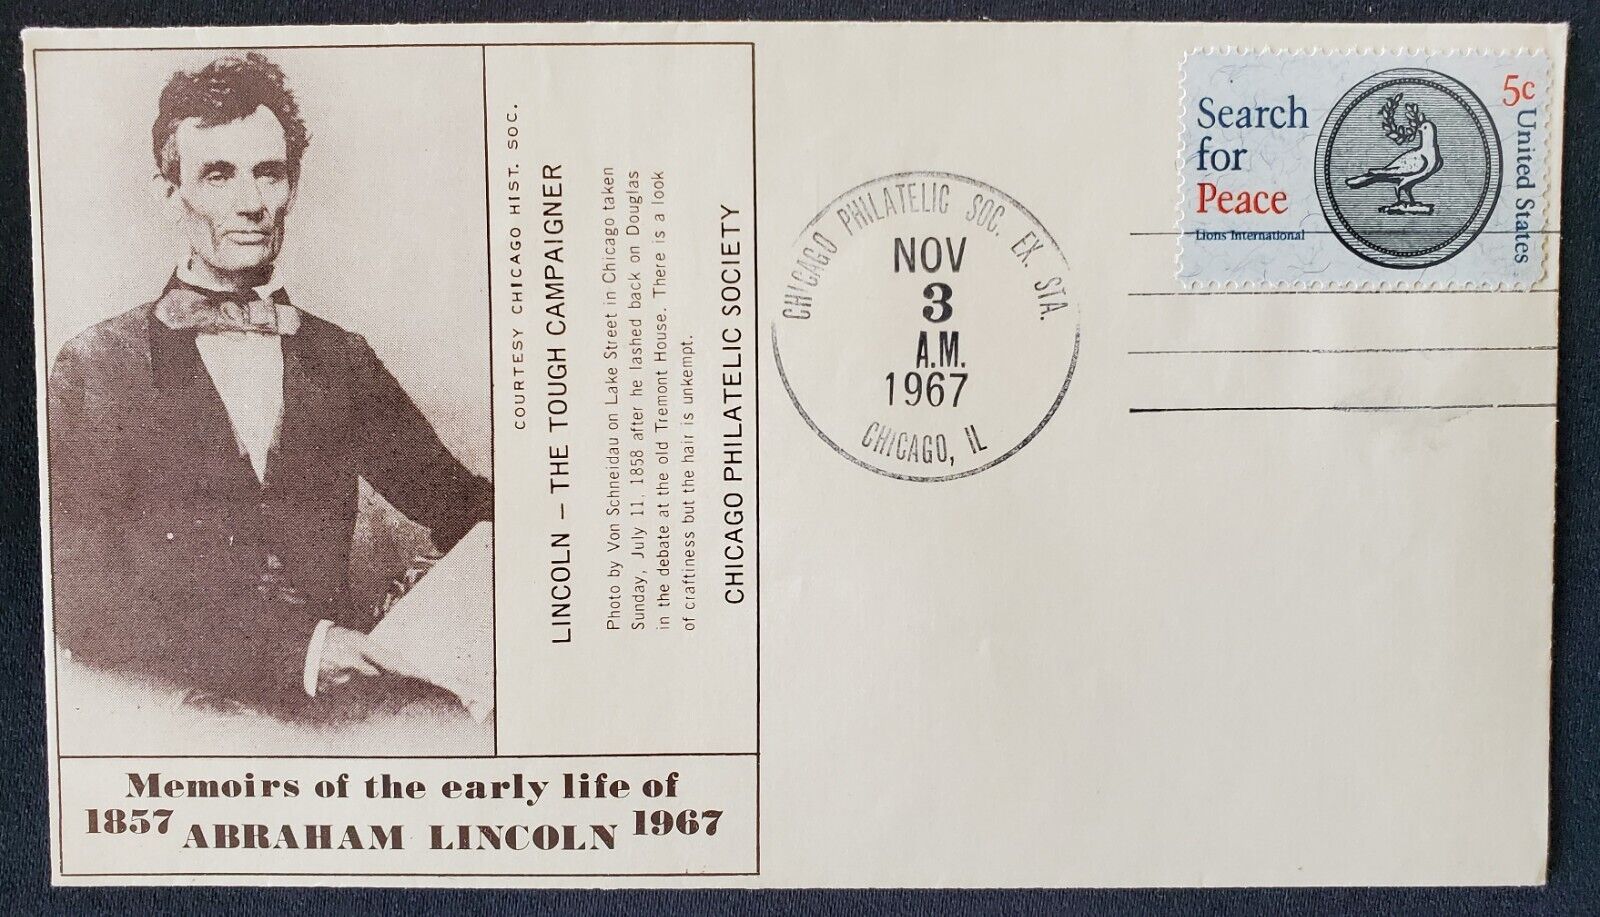 COURTESY CHICAGO HIST. SOC.
LINCOLN – THE TOUGH CAMPAIGNER
Photo by Von Schneidau on Lake Street in Chicago taken
Sunday, July 11, 1858 after he lashed back on Douglas
in the debate at the old Tremont House. There is a look
of craftiness but the hair is unkempt.
CHICAGO PHILATELIC SOCIETY
Memoirs of the early life of
1857 ABRAHAM LINCOLN 1967
CHICAGO PHILATELIC SOC. EX. STA.
NOV
3
A.M.
1967
CHICAGO, IL
Search
for
Peace
Lions International
5c
United States